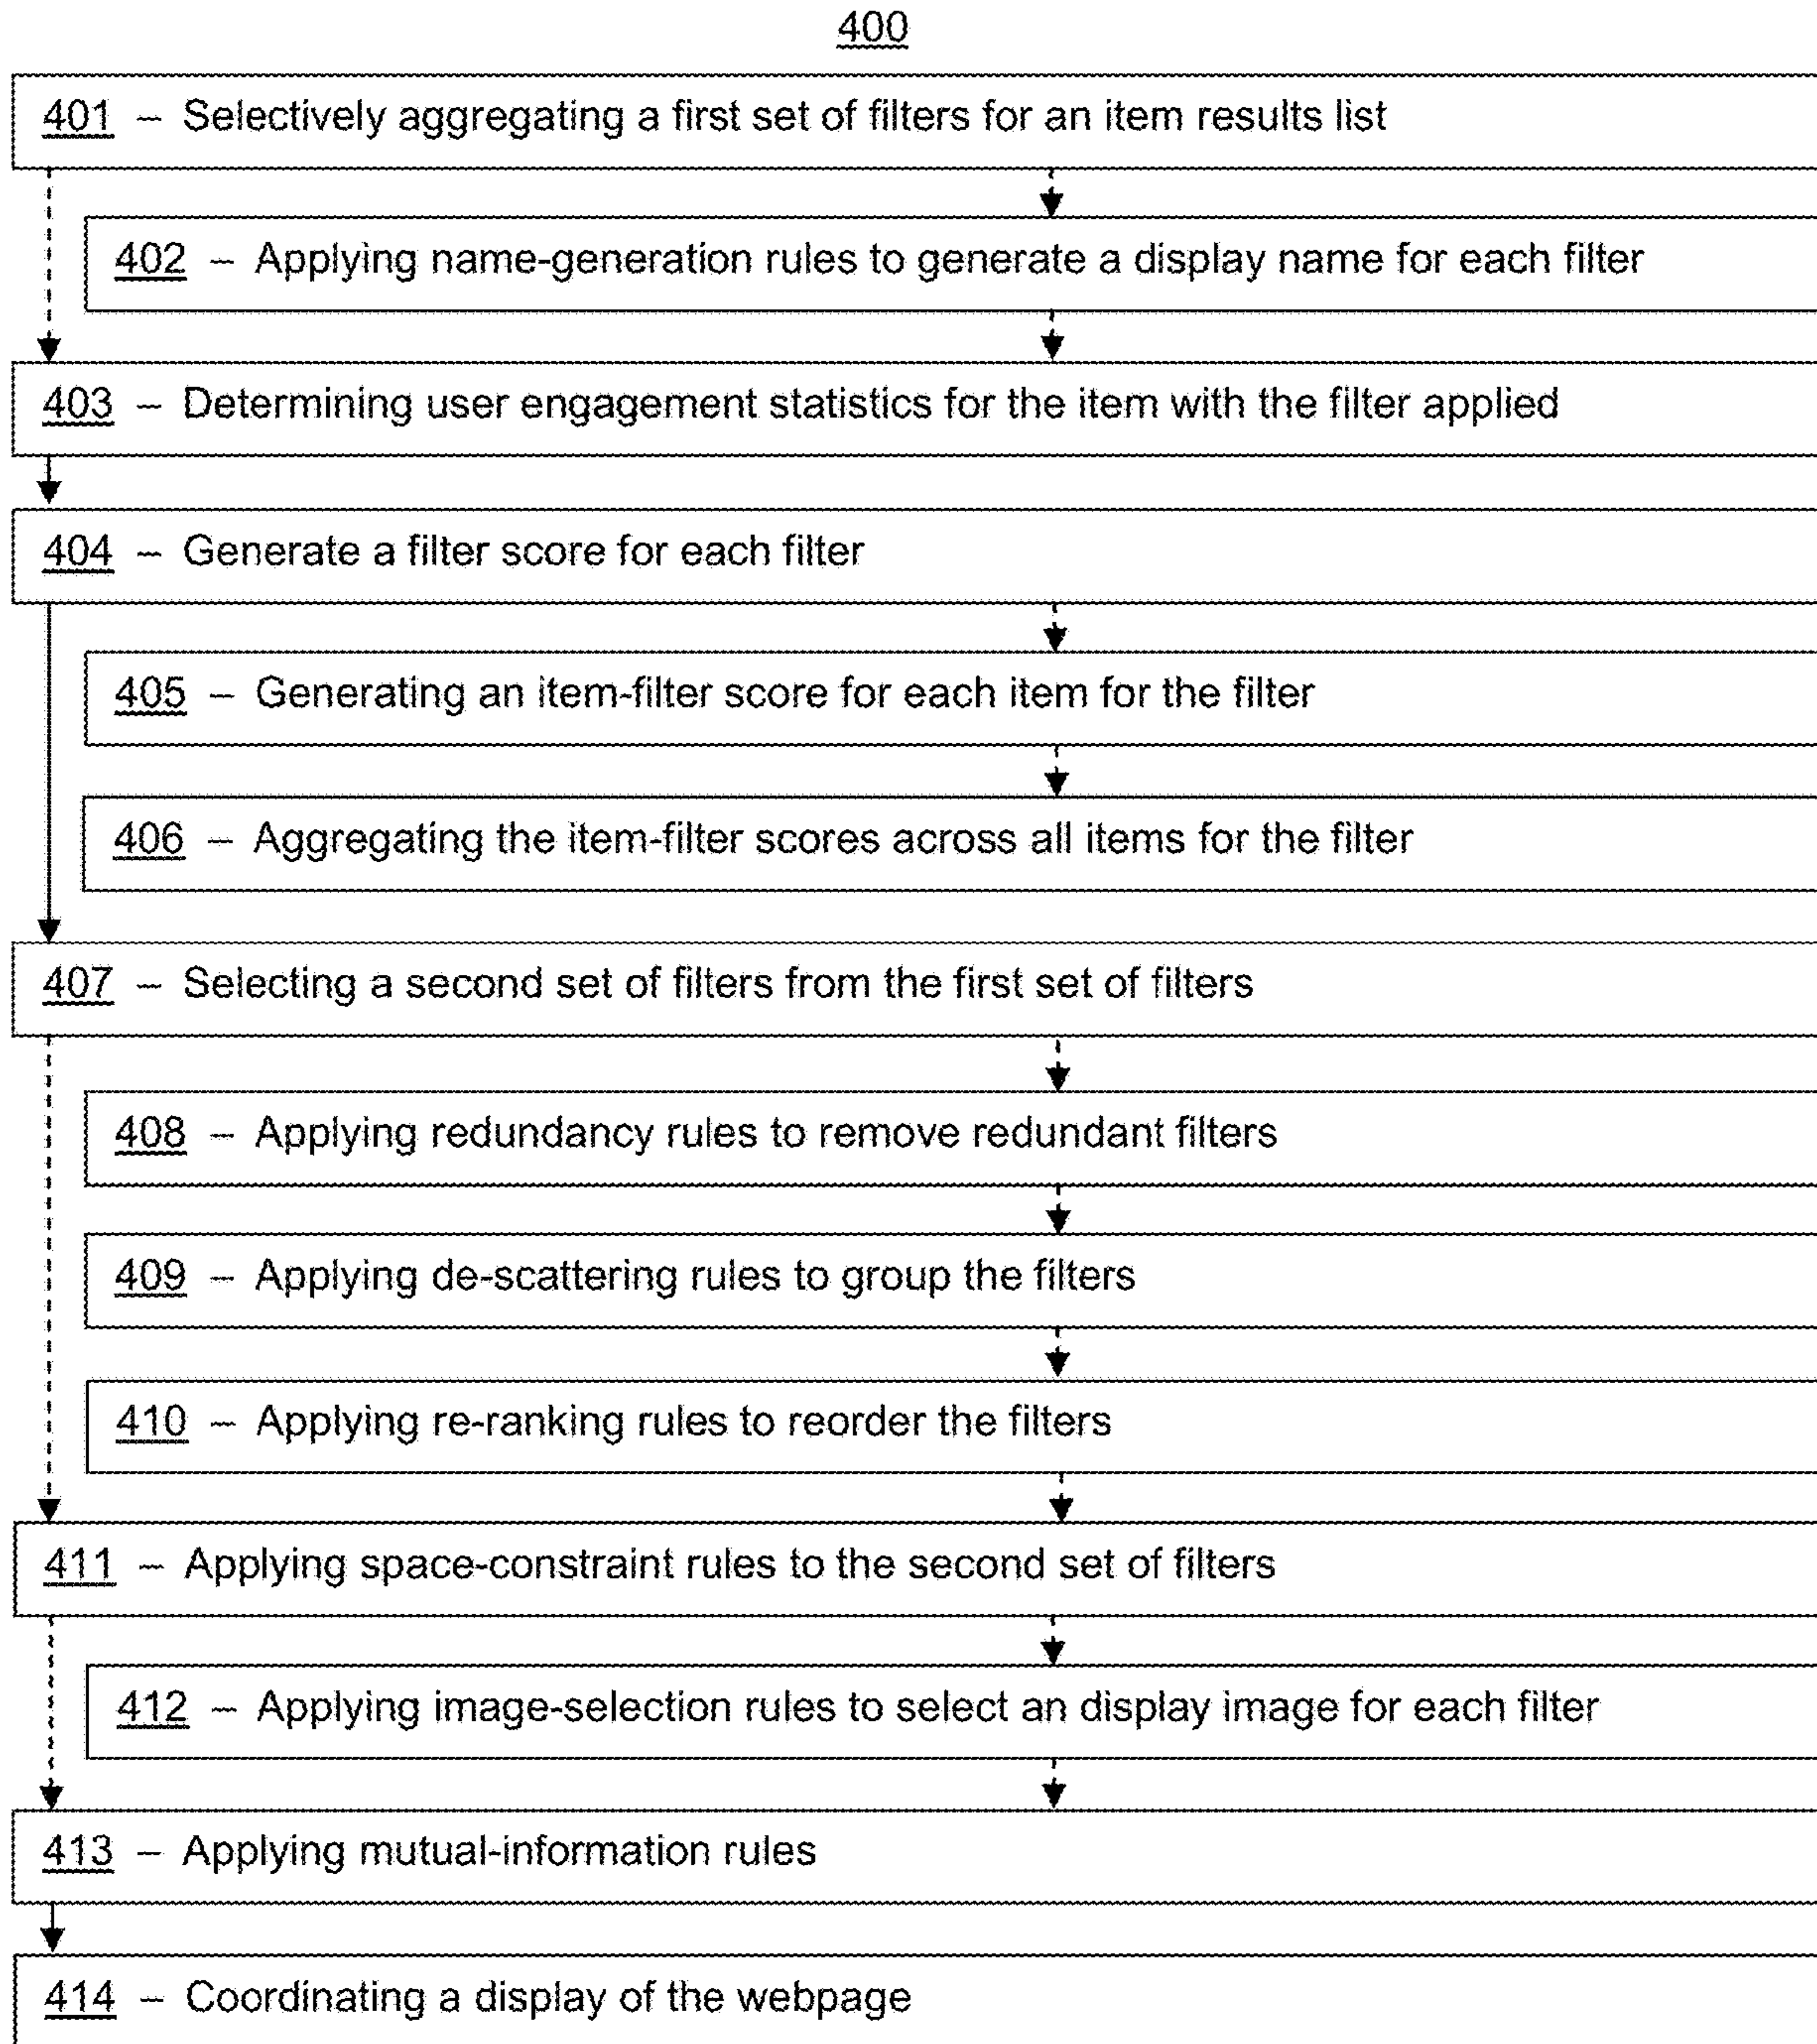 400
401 – Selectively aggregating a first set of filters for an item results list
402 – Applying name-generation rules to generate a display name for each filter
403 – Determining user engagement statistics for the item with the filter applied
404 – Generate a filter score for each filter
405 – Generating an item-filter score for each item for the filter
406 – Aggregating the item-filter scores across all items for the filter
407 – Selecting a second set of filters from the first set of filters
408 – Applying redundancy rules to remove redundant filters
409 – Applying de-scattering rules to group the filters
410 – Applying re-ranking rules to reorder the filters
411 – Applying space-constraint rules to the second set of filters
412 – Applying image-selection rules to select an display image for each filter
413 – Applying mutual-information rules
414 – Coordinating a display of the webpage